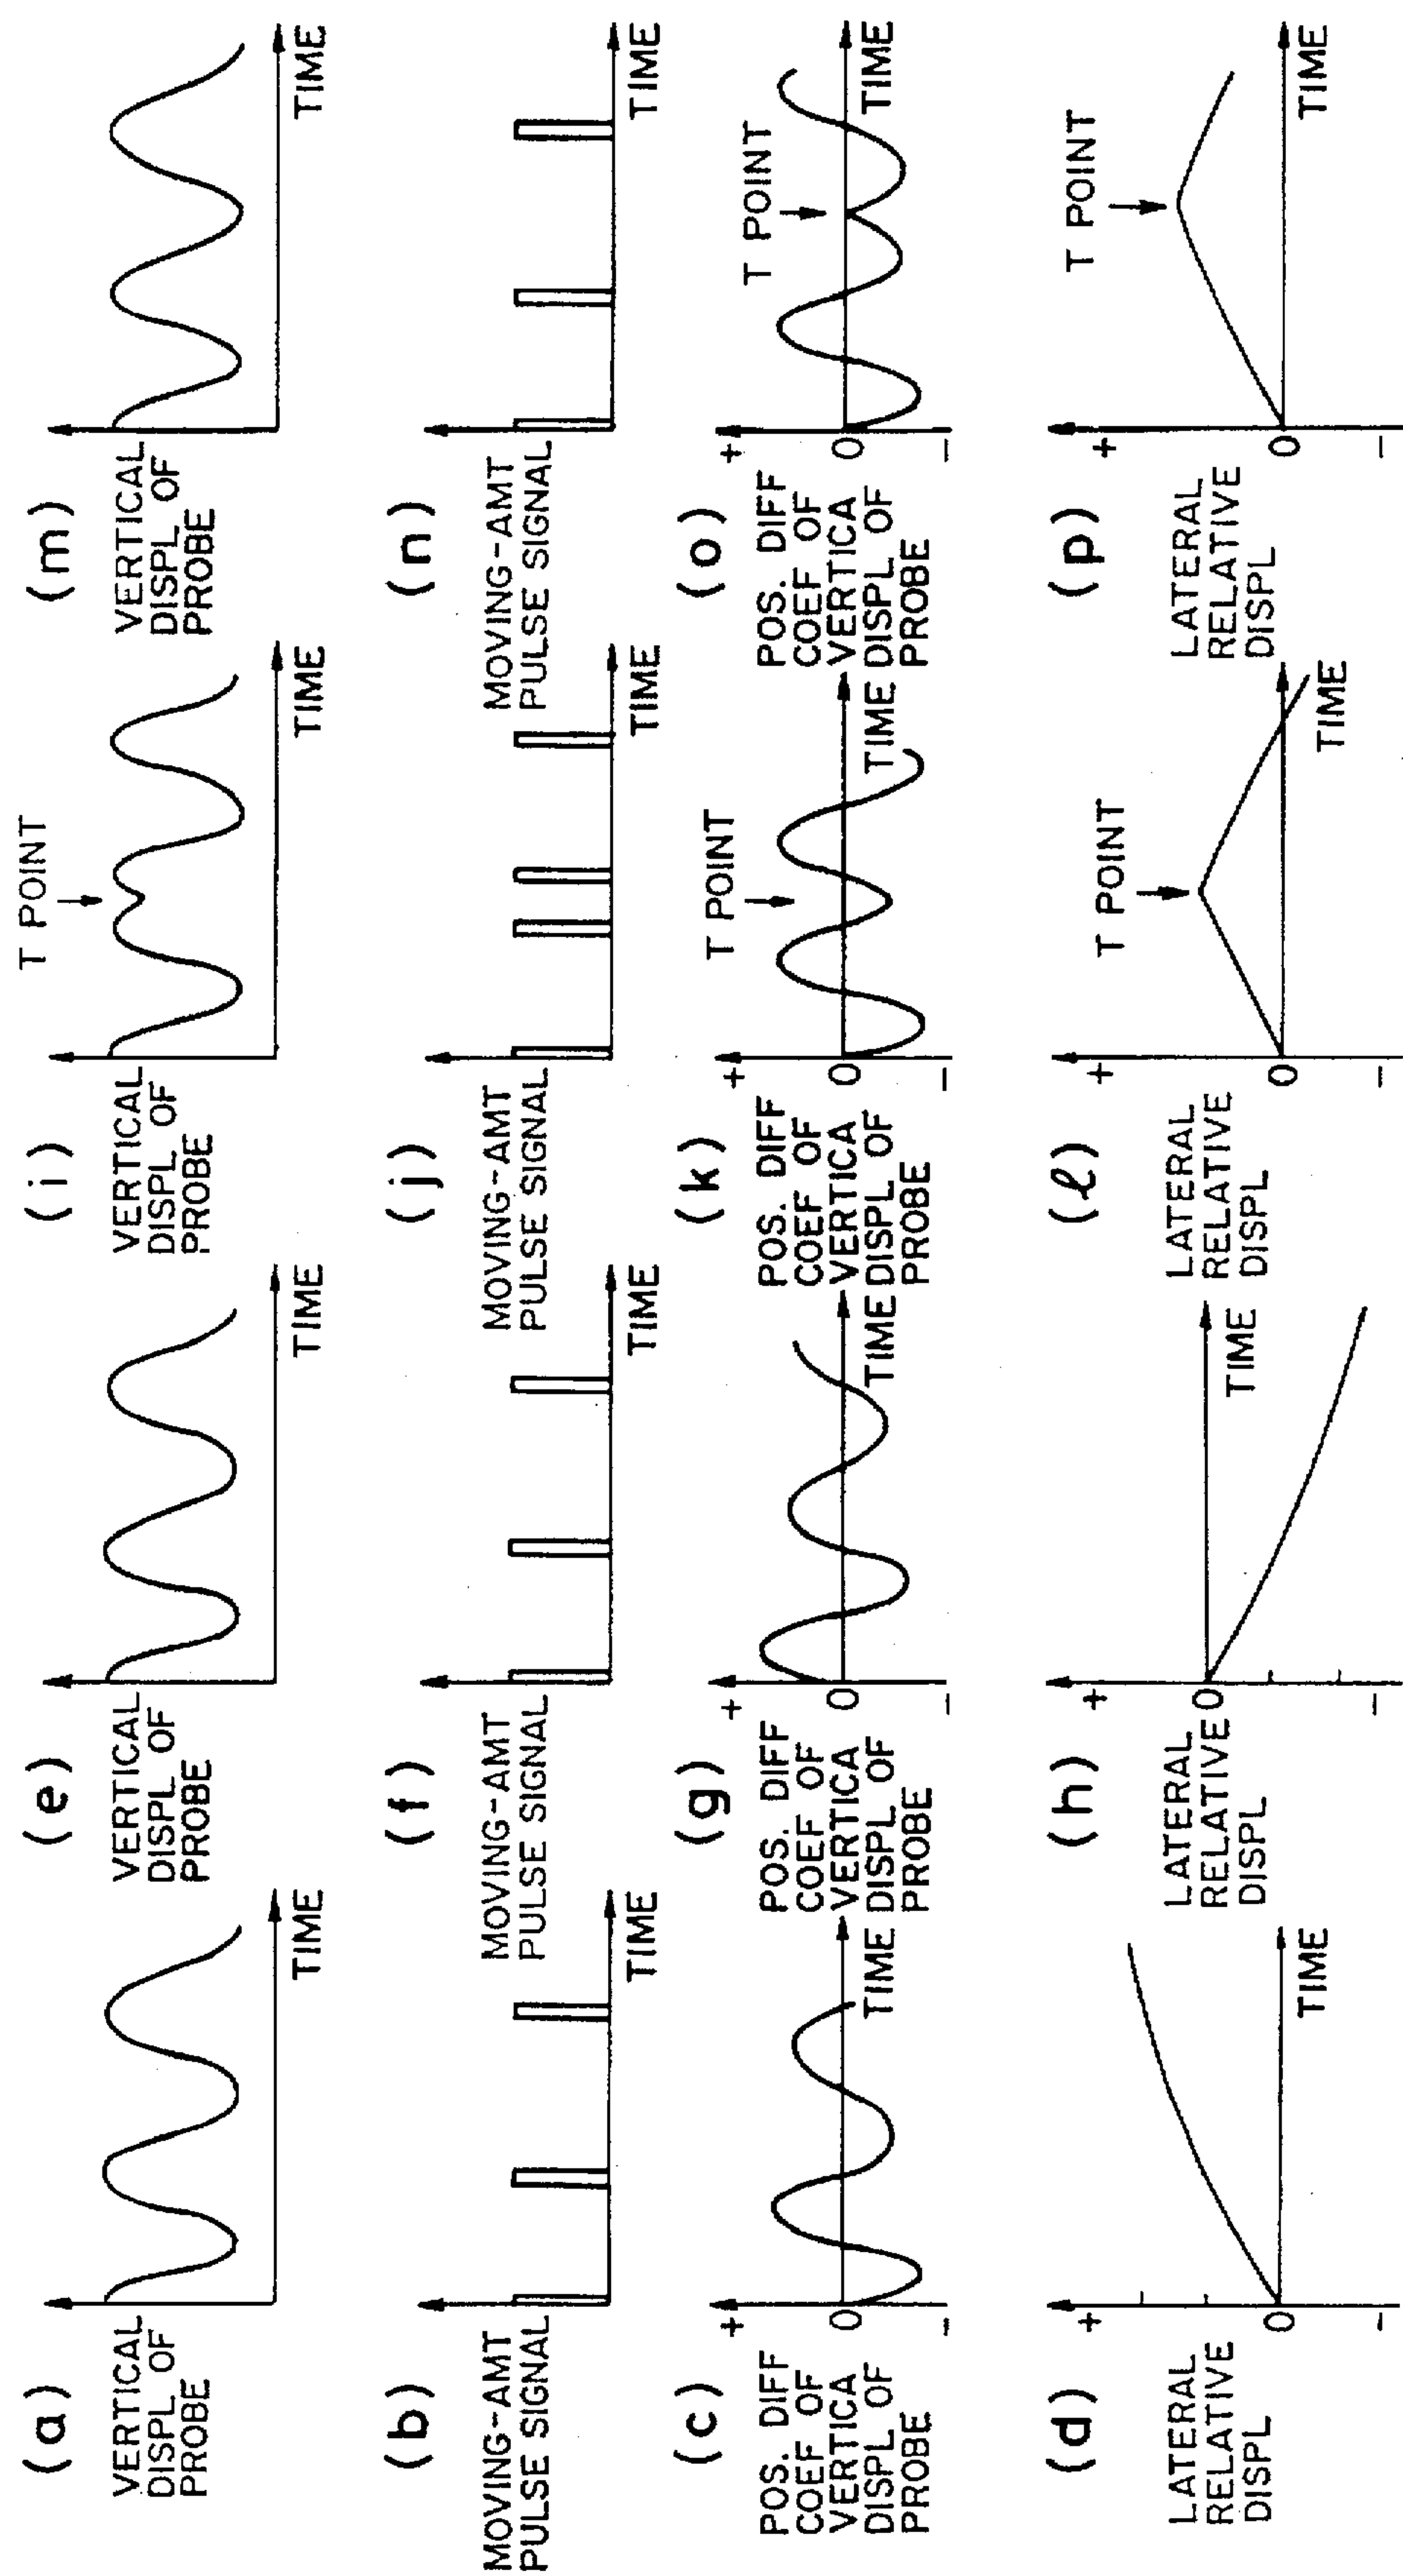 (a)
VERTICAL
DISPL OF
PROBE
TIME
(b)
MOVING-AMT
PULSE SIGNAL
TIME
(c)
POS. DIFF
COEF OF
VERTICA
DISPL OF
PROBE
+
0
−
TIME
(d)
LATERAL
RELATIVE
DISPL
+
0
−
TIME
(e)
VERTICAL
DISPL OF
PROBE
TIME
(f)
MOVING-AMT
PULSE SIGNAL
TIME
(g)
POS. DIFF
COEF OF
VERTICA
DISPL OF
PROBE
+
0
−
TIME
(h)
LATERAL
RELATIVE
DISPL
+
0
−
TIME
(i)
VERTICAL
DISPL OF
PROBE
T POINT
TIME
(j)
MOVING-AMT
PULSE SIGNAL
TIME
(k)
POS. DIFF
COEF OF
VERTICA
DISPL OF
PROBE
+
0
−
T POINT
TIME
(ℓ)
LATERAL
RELATIVE
DISPL
+
0
−
T POINT
TIME
(m)
VERTICAL
DISPL OF
PROBE
TIME
(n)
MOVING-AMT
PULSE SIGNAL
TIME
(o)
POS. DIFF
COEF OF
VERTICA
DISPL OF
PROBE
+
0
−
T POINT
TIME
(p)
LATERAL
RELATIVE
DISPL
+
0
−
T POINT
TIME